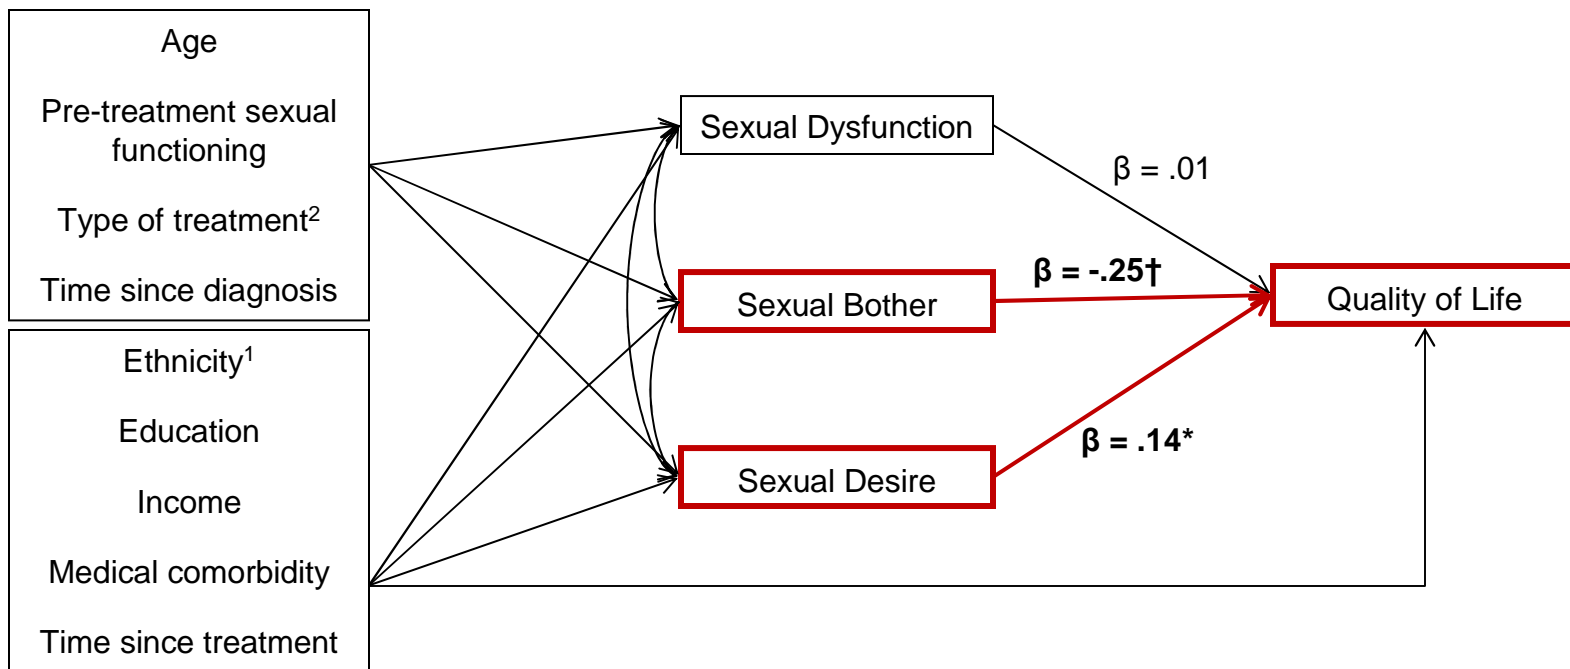 Age
Pre-treatment sexual
functioning
Type of treatment²
Time since diagnosis
Ethnicity¹
Education
Income
Medical comorbidity
Time since treatment
Sexual Dysfunction
Sexual Bother
Sexual Desire
β = .01
β = -.25†
β = .14*
Quality of Life